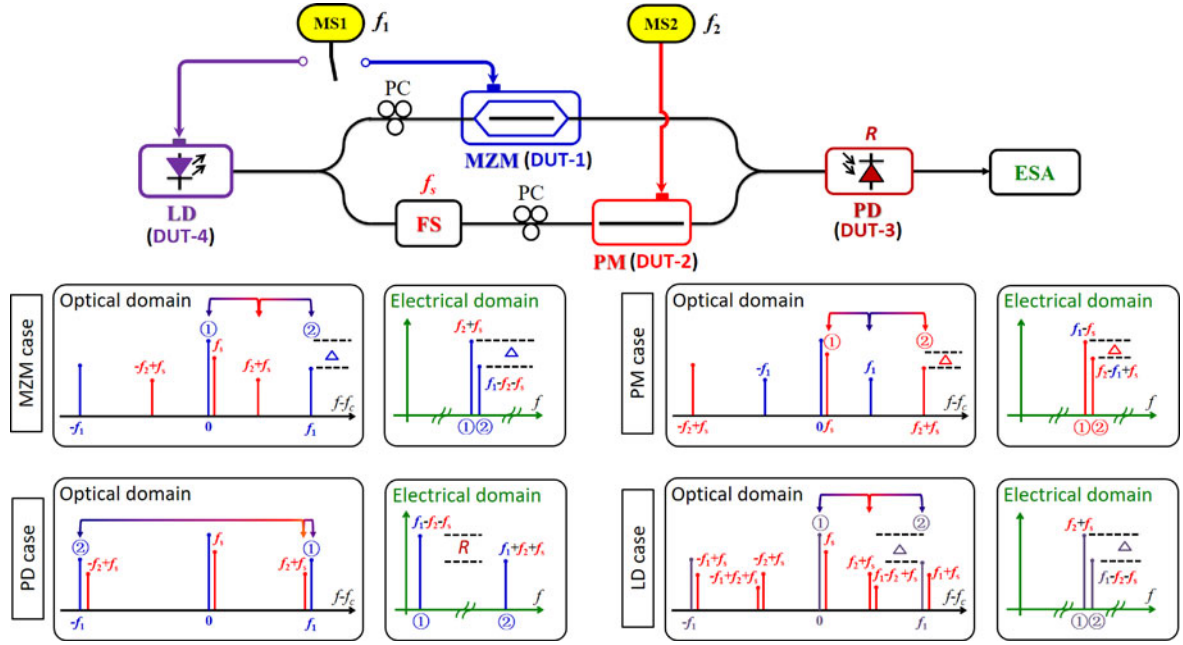 MS1 f₁ MS2 f₂
PC
MZM (DUT-1)
R
ESA
LD
(DUT-4)
fₛ
FS
PC
PM (DUT-2)
PD
(DUT-3)
MZM case
Optical domain
① ②
fₛ
Δ
-f₂+fₛ f₂+fₛ
f-f_c
-f₁ 0 f₁
Electrical domain
f₂+fₛ
Δ
f₁-f₂-fₛ
f
①②
PM case
Optical domain
① ②
Δ
-f₁ f₁
f-f_c
-f₂+fₛ 0 fₛ f₂+fₛ
Electrical domain
f₁-fₛ
Δ
f₂-f₁+fₛ
f
①②
PD case
Optical domain
② ①
fₛ
-f₂+fₛ f₂+fₛ
f-f_c
-f₁ 0 f₁
Electrical domain
f₁-f₂-fₛ
R
f₁+f₂+fₛ
f
① ②
LD case
Optical domain
① ②
fₛ
Δ
-f₁+fₛ -f₂+fₛ f₂+fₛ f₁+fₛ
-f₁+f₂+fₛ f₁-f₂+fₛ
f-f_c
-f₁ 0 f₁
Electrical domain
f₂+fₛ
Δ
f₁-f₂-fₛ
f
①②